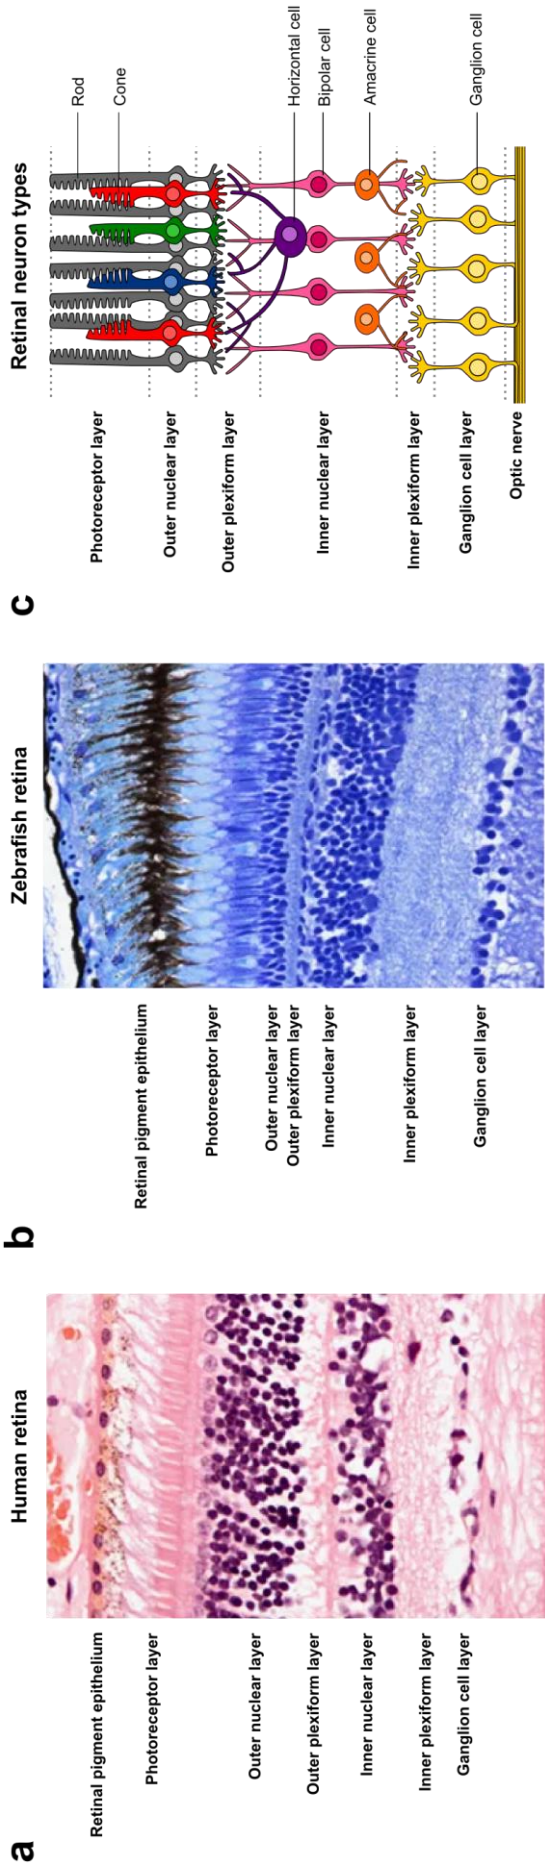 a
Human retina
Retinal pigment epithelium
Photoreceptor layer
Outer nuclear layer
Outer plexiform layer
Inner nuclear layer
Inner plexiform layer
Ganglion cell layer
b
Zebrafish retina
Retinal pigment epithelium
Photoreceptor layer
Outer nuclear layer
Outer plexiform layer
Inner nuclear layer
Inner plexiform layer
Ganglion cell layer
c
Retinal neuron types
Photoreceptor layer
Outer nuclear layer
Outer plexiform layer
Inner nuclear layer
Inner plexiform layer
Ganglion cell layer
Optic nerve
Rod
Cone
Horizontal cell
Bipolar cell
Amacrine cell
Ganglion cell